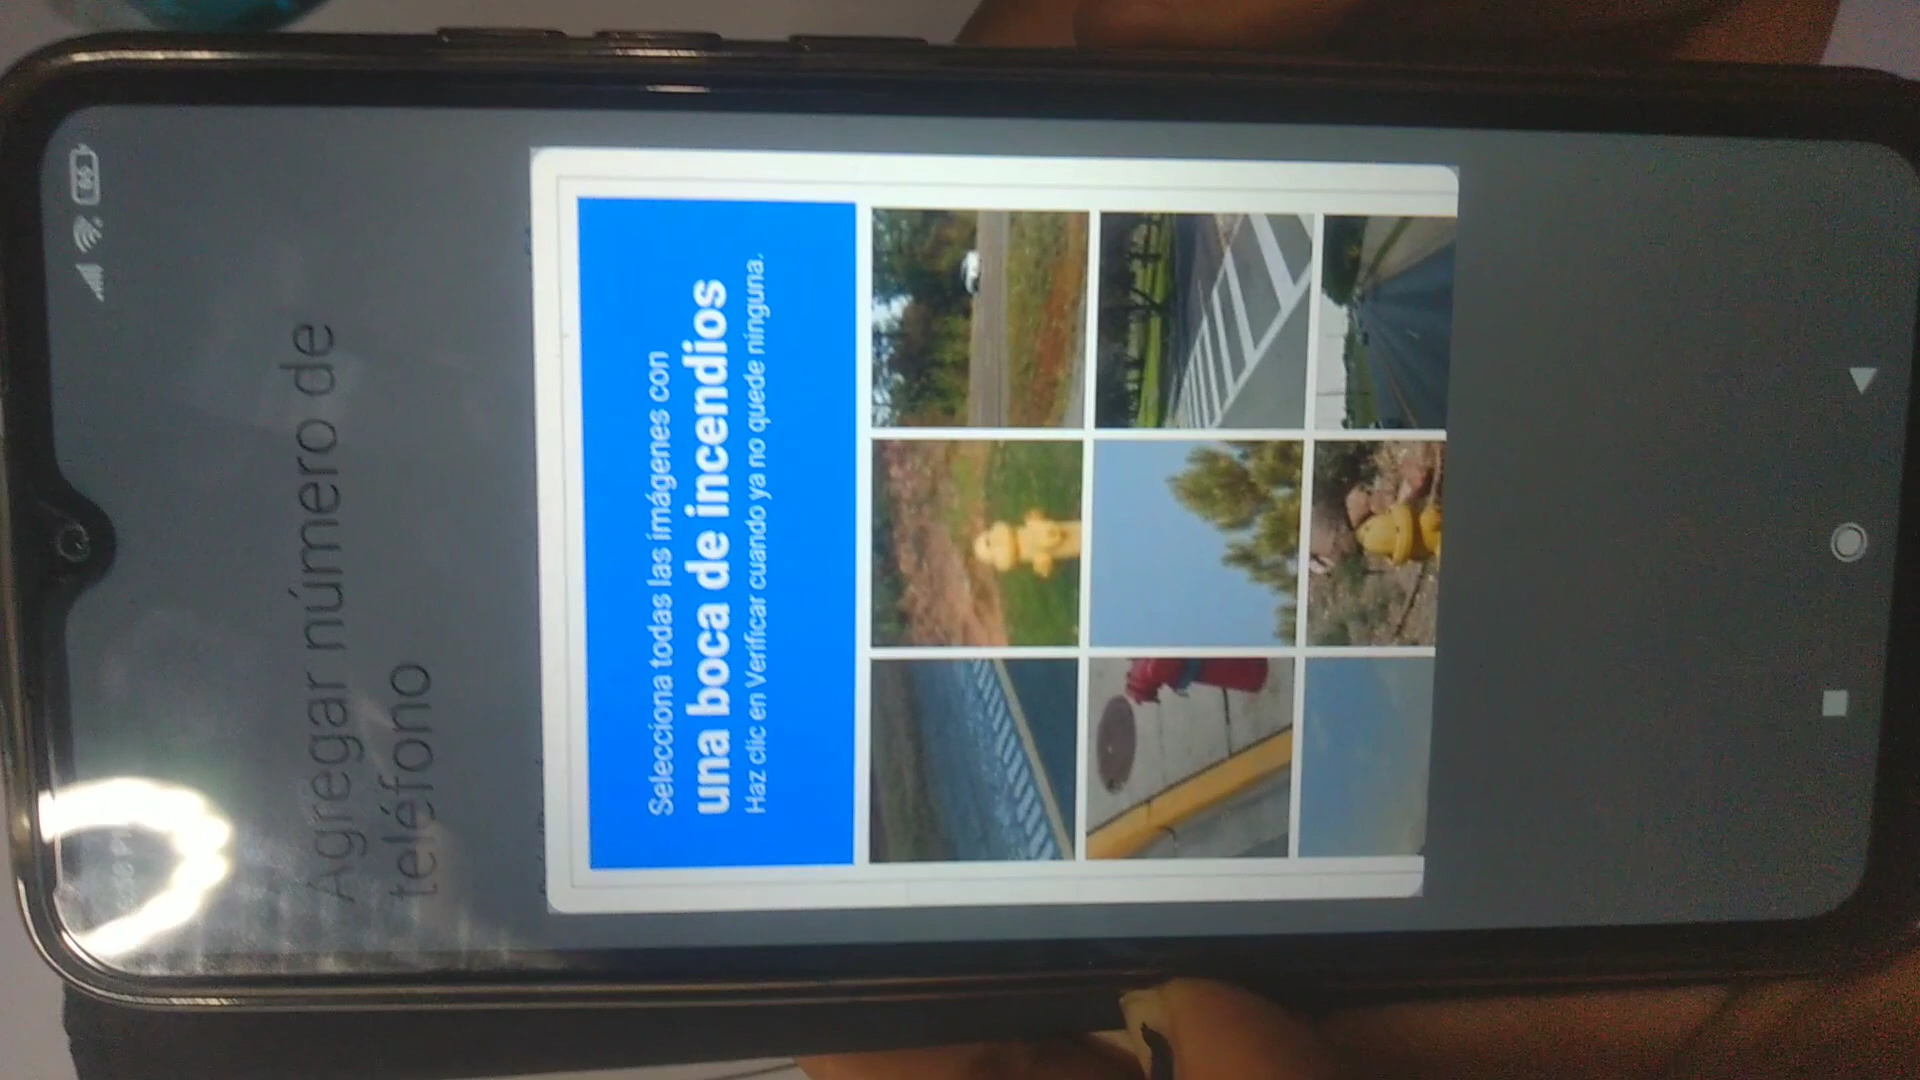 Agregar número de
teléfono
Selecciona todas las imágenes con
una boca de incendios
Haz clic en Verificar cuando ya no quede ninguna.